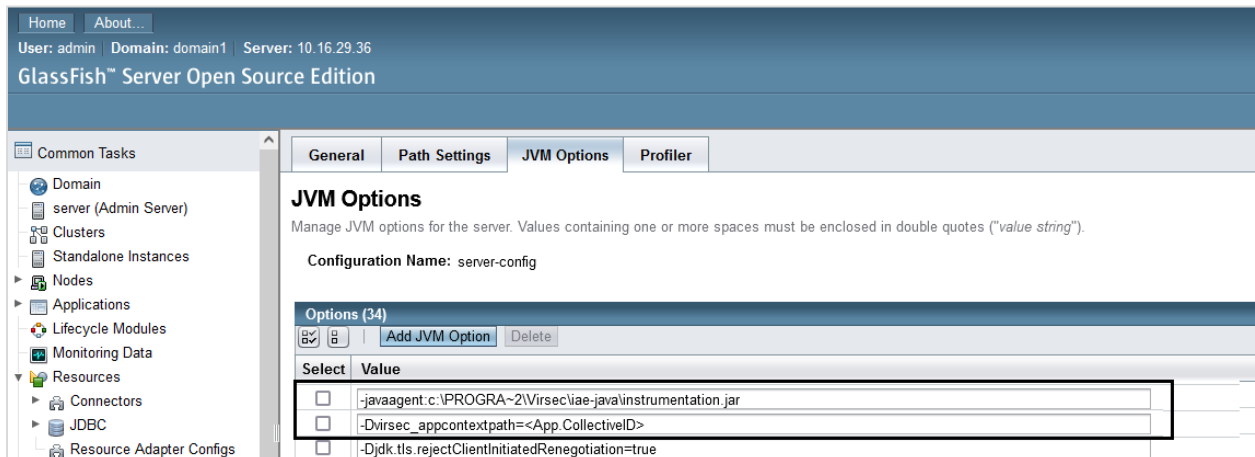 Home About...
User: admin Domain: domain1 Server: 10.16.29.36
GlassFish™ Server Open Source Edition
Common Tasks
Domain
server (Admin Server)
Clusters
Standalone Instances
Nodes
Applications
Lifecycle Modules
Monitoring Data
Resources
Connectors
JDBC
Resource Adapter Configs
General Path Settings JVM Options Profiler
JVM Options
Manage JVM options for the server. Values containing one or more spaces must be enclosed in double quotes ("value string").
Configuration Name: server-config
Options (34)
Add JVM Option Delete
Select Value
-javaagent:c:\PROGRA~2\Virsec\iae-java\instrumentation.jar
-Dvirsec_appcontextpath=<App.CollectiveID>
-Djdk.tls.rejectClientInitiatedRenegotiation=true